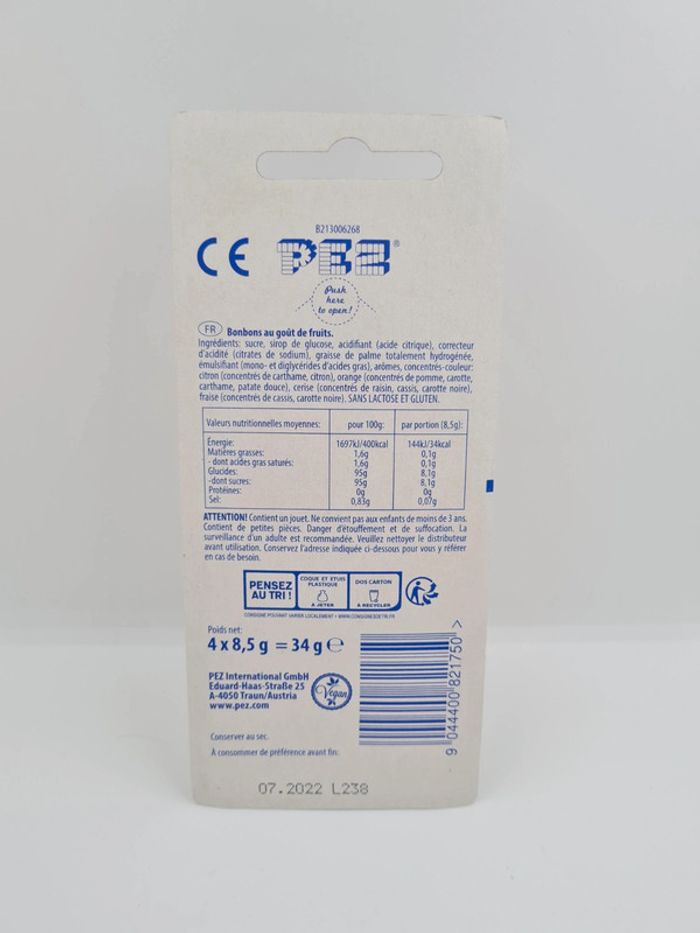 B213006268
CE PEZ®
Push
here
to open!
FR Bonbons au goût de fruits.
Ingrédients: sucre, sirop de glucose, acidifiant (acide citrique), correcteur
d'acidité (citrates de sodium), graisse de palme totalement hydrogénée,
émulsifiant (mono- et diglycérides d'acides gras), arômes, concentrés-couleur:
citron (concentrés de carthame, citron), orange (concentrés de pomme, carotte,
carthame, patate douce), cerise (concentrés de raisin, cassis, carotte noire),
fraise (concentrés de cassis, carotte noire). SANS LACTOSE ET GLUTEN.
Valeurs nutritionnelles moyennes: pour 100g: par portion (8,5g):
Énergie: 1697kJ/400kcal 144kJ/34kcal
Matières grasses: 1,6g 0,1g
- dont acides gras saturés: 1,6g 0,1g
Glucides: 95g 8,1g
-dont sucres: 95g 8,1g
Protéines: 0g 0g
Sel: 0,83g 0,07g
ATTENTION! Contient un jouet. Ne convient pas aux enfants de moins de 3 ans.
Contient de petites pièces. Danger d'étouffement et de suffocation. La
surveillance d'un adulte est recommandée. Veuillez nettoyer le distributeur
avant utilisation. Conservez l'adresse indiquée ci-dessous pour vous y référer
en cas de besoin.
PENSEZ
AU TRI !
COQUE ET ETUIS
PLASTIQUE
À JETER
DOS CARTON
À RECYCLER
CONSIGNE POUVANT VARIER LOCALEMENT • WWW.CONSIGNESDETRI.FR
Poids net:
4 x 8,5 g = 34 g e
PEZ International GmbH
Eduard-Haas-Straße 25
A-4050 Traun/Austria
www.pez.com
Vegan
9 044400 821750 >
Conserver au sec.
À consommer de préférence avant fin:
07.2022 L238